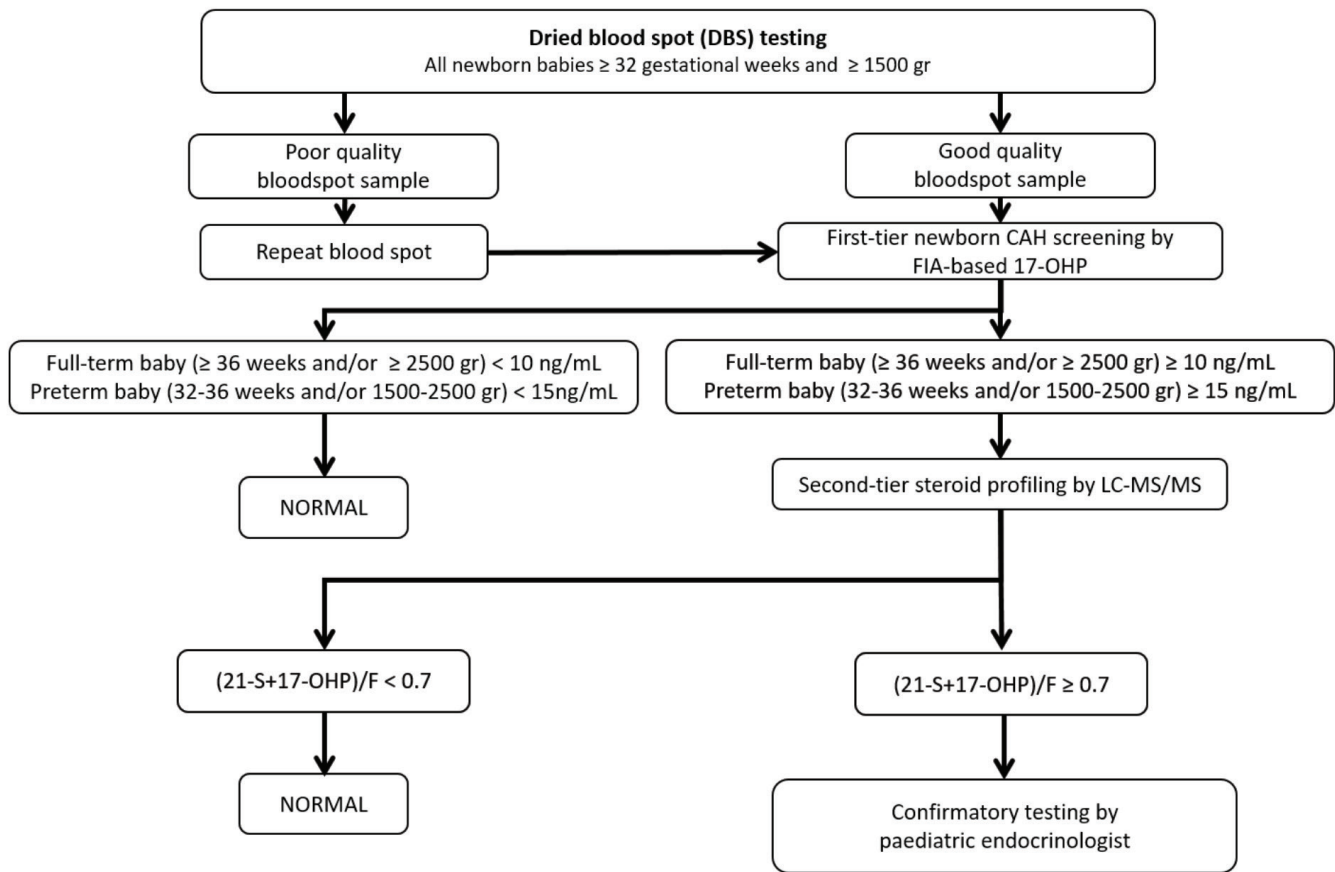 Dried blood spot (DBS) testing
All newborn babies ≥ 32 gestational weeks and ≥ 1500 gr
Poor quality
bloodspot sample
Good quality
bloodspot sample
Repeat blood spot
First-tier newborn CAH screening by
FIA-based 17-OHP
Full-term baby (≥ 36 weeks and/or ≥ 2500 gr) < 10 ng/mL
Preterm baby (32-36 weeks and/or 1500-2500 gr) < 15ng/mL
Full-term baby (≥ 36 weeks and/or ≥ 2500 gr) ≥ 10 ng/mL
Preterm baby (32-36 weeks and/or 1500-2500 gr) ≥ 15 ng/mL
NORMAL
Second-tier steroid profiling by LC-MS/MS
(21-S+17-OHP)/F < 0.7
(21-S+17-OHP)/F ≥ 0.7
NORMAL
Confirmatory testing by
paediatric endocrinologist